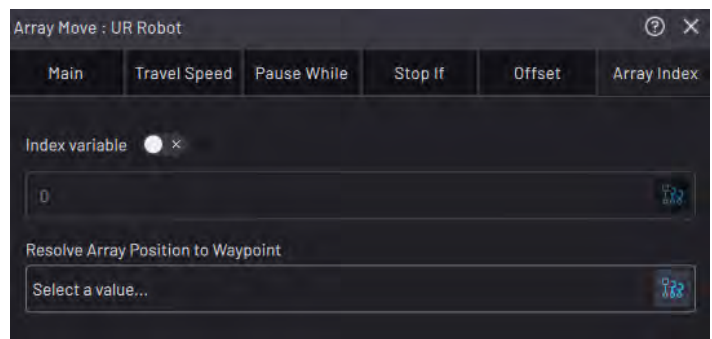 Array Move : UR Robot
Main Travel Speed Pause While Stop If Offset Array Index
Index variable
0
Resolve Array Position to Waypoint
Select a value...